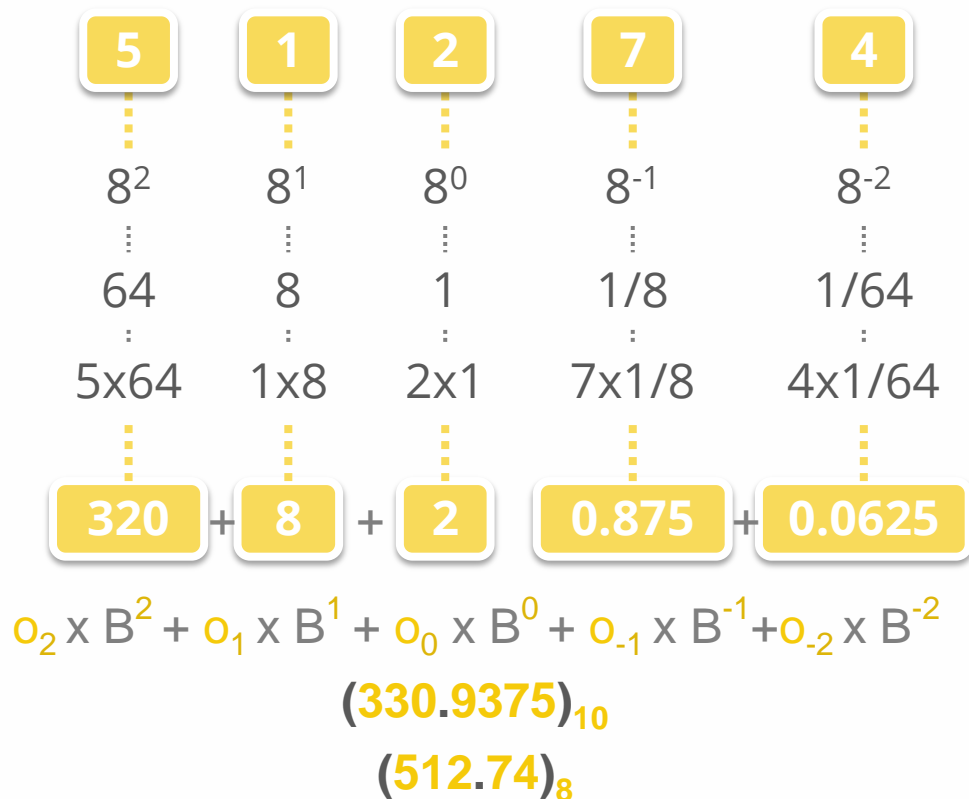 5 1 2 7 4
8² 8¹ 8⁰ 8⁻¹ 8⁻²
64 8 1 1/8 1/64
5x64 1x8 2x1 7x1/8 4x1/64
320 + 8 + 2 0.875 + 0.0625
o₂ x B² + o₁ x B¹ + o₀ x B⁰ + o₋₁ x B⁻¹ +o₋₂ x B⁻²
(330.9375)₁₀
(512.74)₈